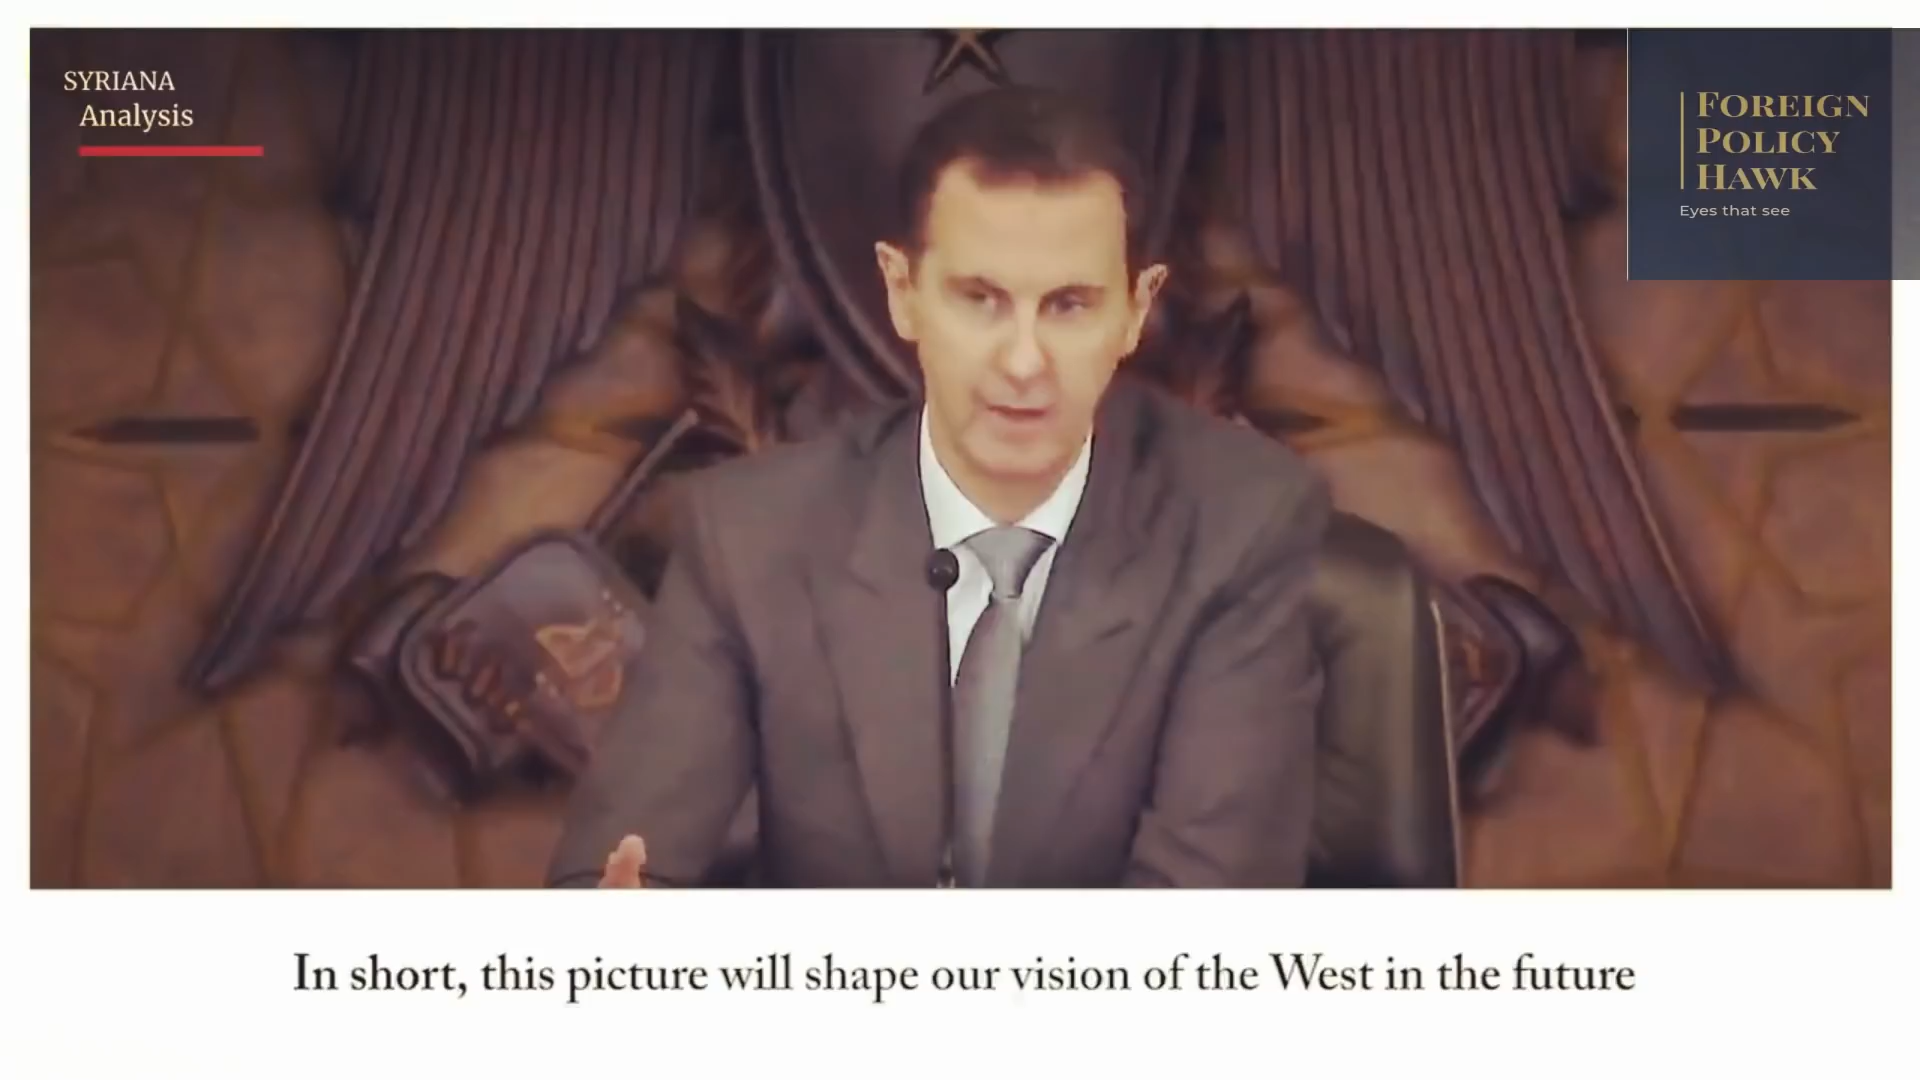 SYRIANA
Analysis
FOREIGN
POLICY
HAWK
Eyes that see
In short, this picture will shape our vision of the West in the future